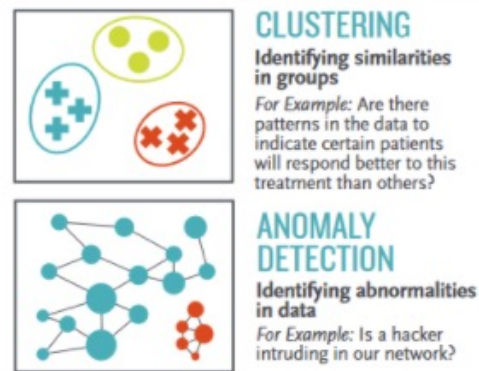 CLUSTERING
Identifying similarities
in groups
For Example: Are there
patterns in the data to
indicate certain patients
will respond better to this
treatment than others?
ANOMALY
DETECTION
Identifying abnormalities
in data
For Example: Is a hacker
intruding in our network?